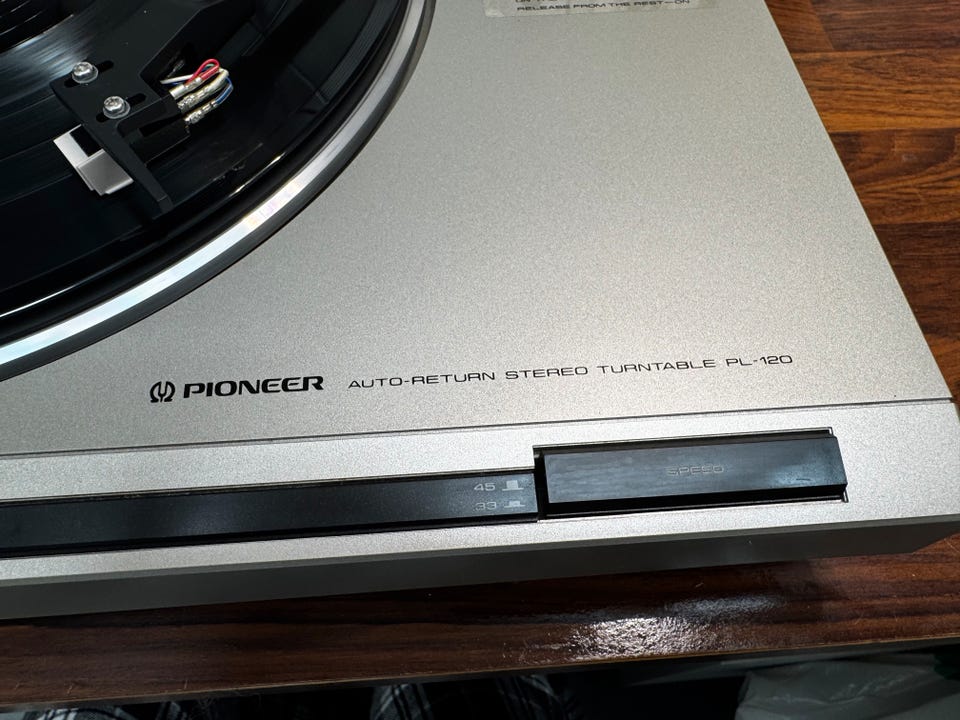 RELEASE FROM THE REST-ON
PIONEER AUTO-RETURN STEREO TURNTABLE PL-120
45
33
SPEED